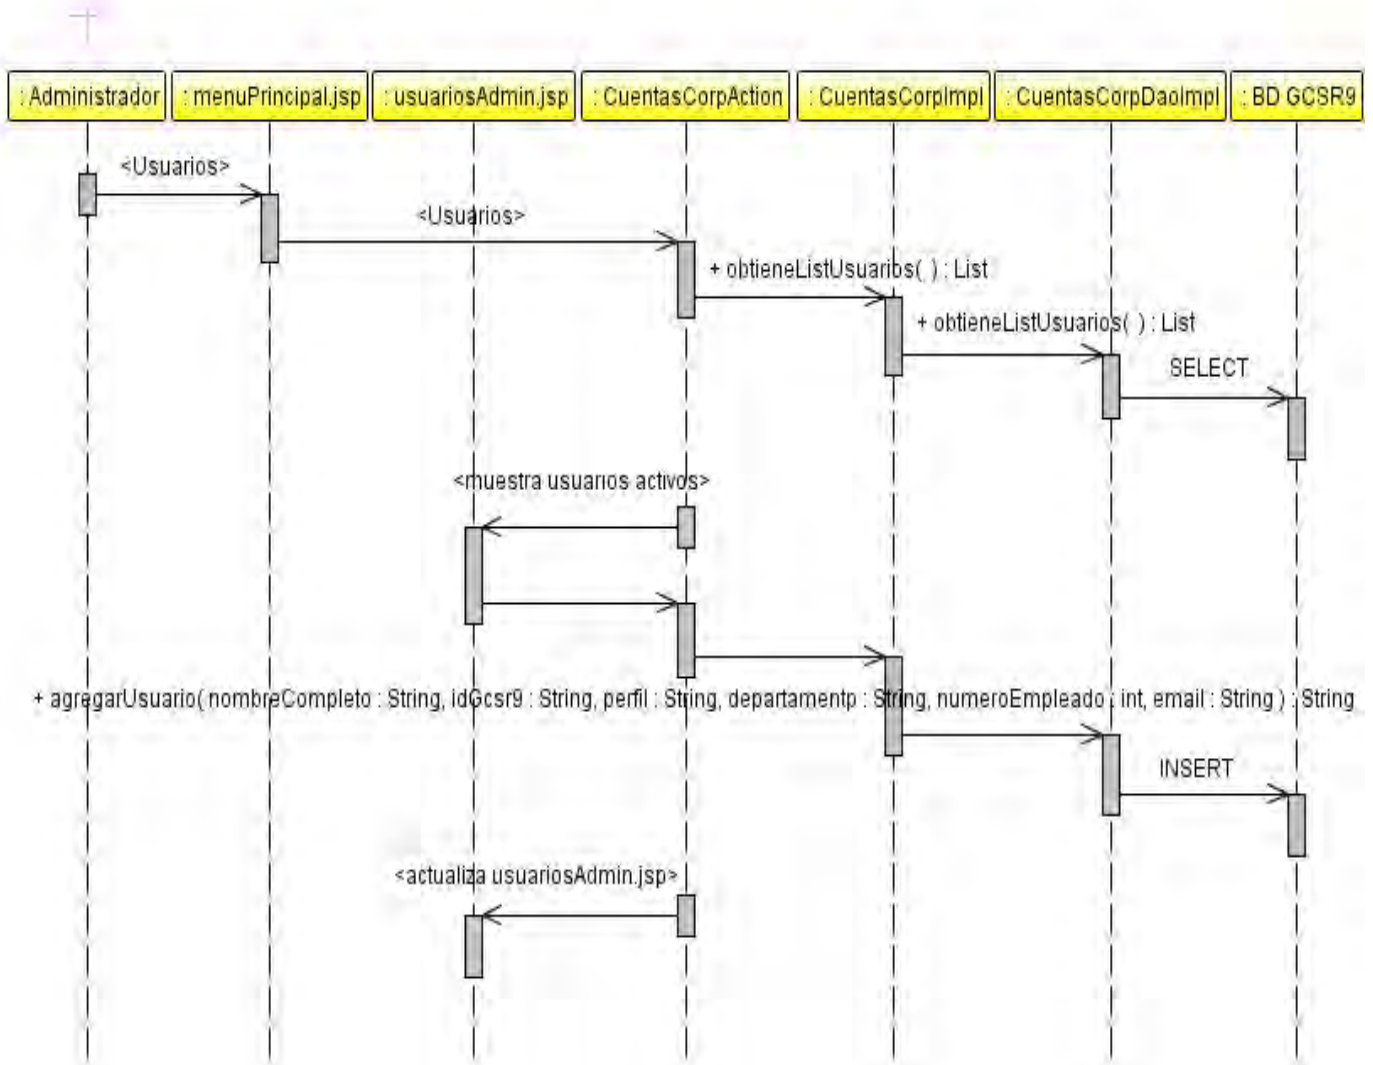 : Administrador
: menuPrincipal.jsp
: usuariosAdmin.jsp
: CuentasCorpAction
: CuentasCorpImpl
: CuentasCorpDaoImpl
: BD GCSR9
<Usuarios>
<Usuarios>
+ obtieneListUsuarios( ) : List
+ obtieneListUsuarios( ) : List
SELECT
<muestra usuarios activos>
+ agregarUsuario( nombreCompleto : String, idGcsr9 : String, perfil : String, departamentp : String, numeroEmpleado : int, email : String ) : String
INSERT
<actualiza usuariosAdmin.jsp>